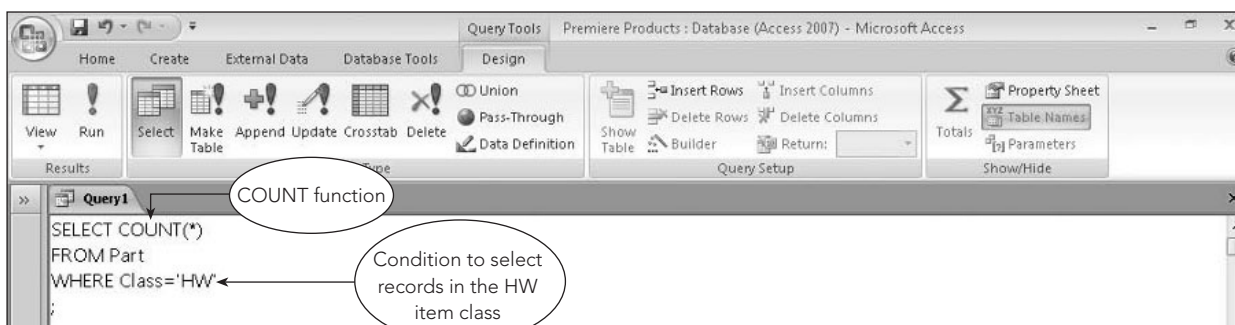 Query Tools Premiere Products : Database (Access 2007) - Microsoft Access
Home Create External Data Database Tools Design
View
Run
Select
Make Table
Append
Update
Crosstab
Delete
Union
Pass-Through
Data Definition
Show Table
Insert Rows
Delete Rows
Builder
Insert Columns
Delete Columns
Return:
Totals
Property Sheet
Table Names
Parameters
Results
Query Setup
Show/Hide
Query1
COUNT function
SELECT COUNT(*)
FROM Part
WHERE Class='HW'
;
Condition to select
records in the HW
item class